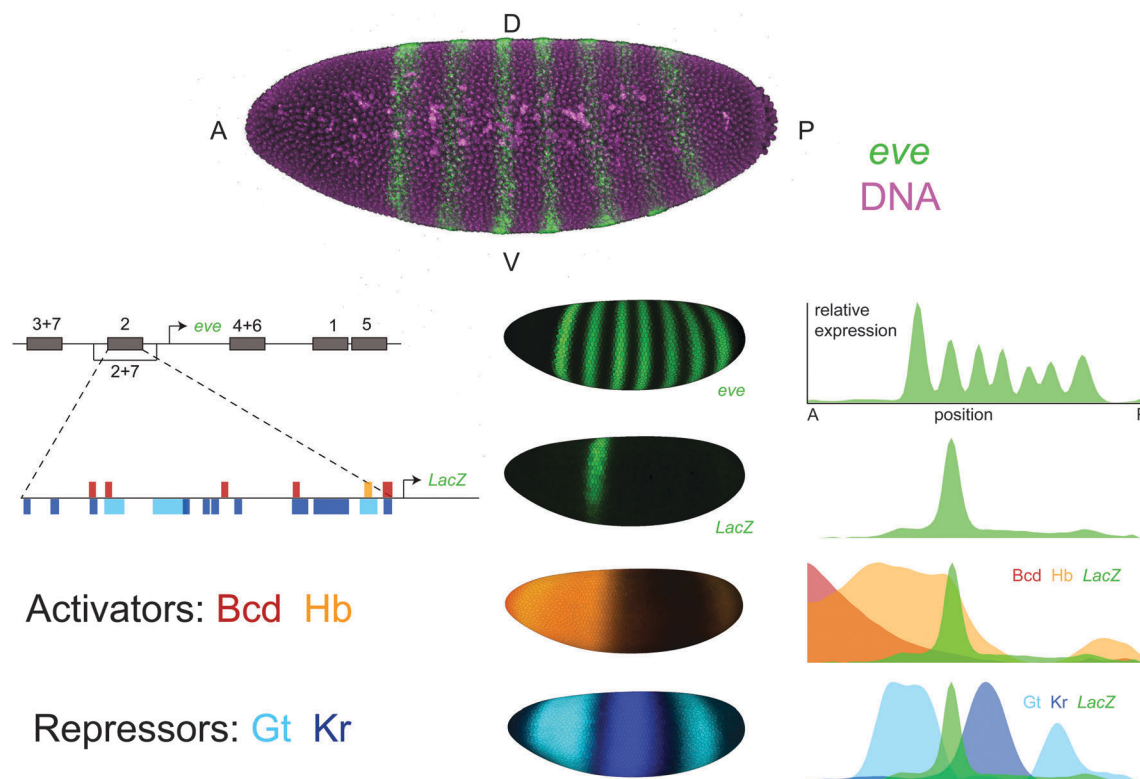 D
A
P
eve
DNA
V
3+7
2
eve
4+6
1
5
2+7
LacZ
eve
LacZ
relative
expression
A
position
P
Activators: Bcd Hb
Bcd Hb LacZ
Repressors: Gt Kr
Gt Kr LacZ